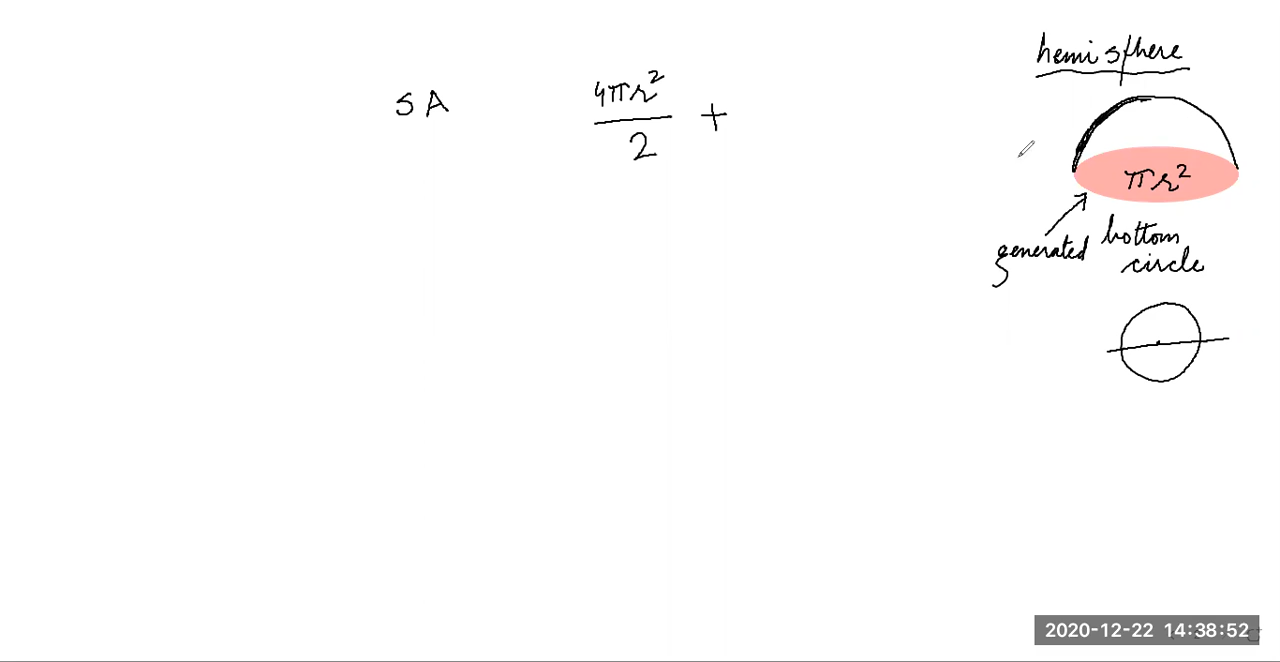 hemisphere
SA 4πr²/2 +
πr²
generated bottom
circle
2020-12-22 14:38:52